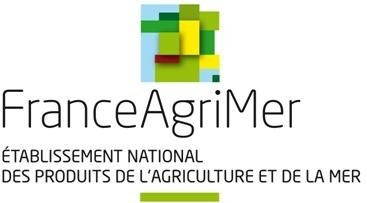 FranceAgriMer
ÉTABLISSEMENT NATIONAL
DES PRODUITS DE L'AGRICULTURE ET DE LA MER